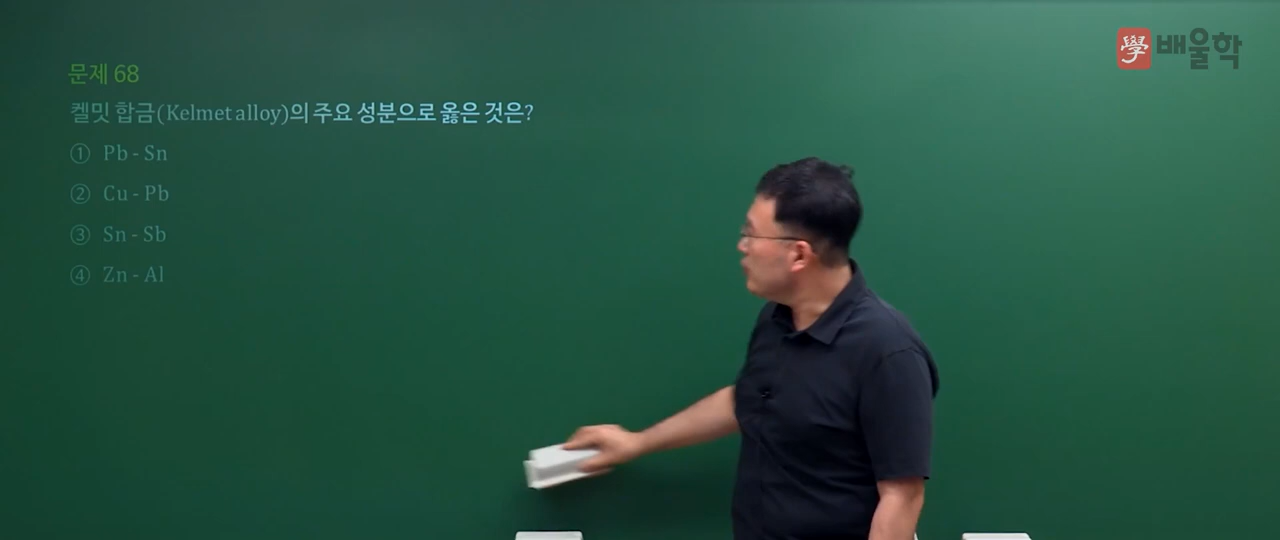 學 배울학
문제 68
켈밋 합금(Kelmet alloy)의 주요 성분으로 옳은 것은?
① Pb - Sn
② Cu - Pb
③ Sn - Sb
④ Zn - Al